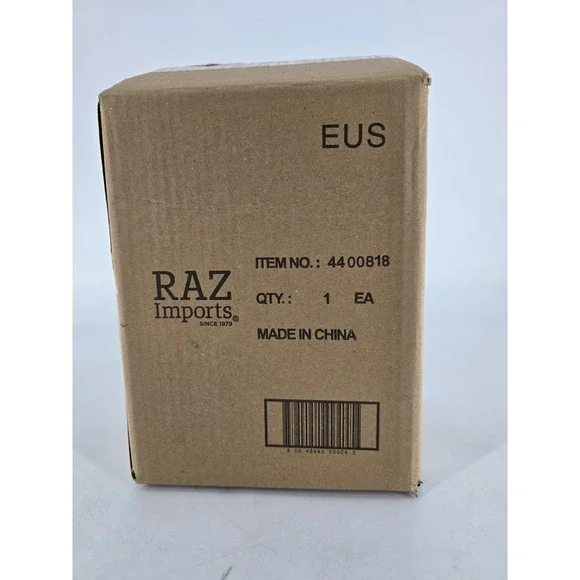 EUS
RAZ
Imports®
SINCE 1979
ITEM NO.: 4400818
QTY.: 1 EA
MADE IN CHINA